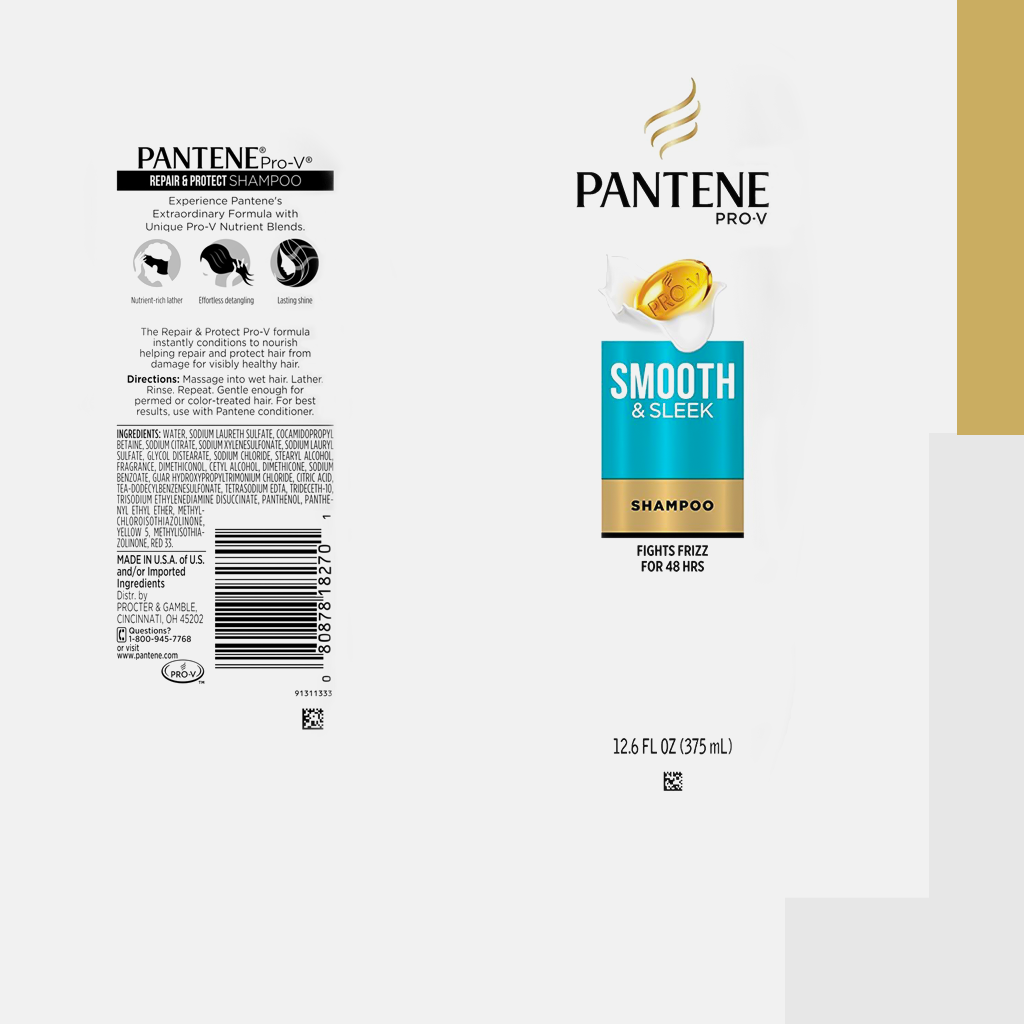 PANTENE® Pro-V®
REPAIR & PROTECT SHAMPOO
Experience Pantene's
Extraordinary Formula with
Unique Pro-V Nutrient Blends.
Nutrient-rich lather
Effortless detangling
Lasting shine
The Repair & Protect Pro-V formula
instantly conditions to nourish
helping repair and protect hair from
damage for visibly healthy hair.
Directions: Massage into wet hair. Lather.
Rinse. Repeat. Gentle enough for
permed or color-treated hair. For best
results, use with Pantene conditioner.
INGREDIENTS: WATER, SODIUM LAURETH SULFATE, COCAMIDOPROPYL
BETAINE, SODIUM CITRATE, SODIUM XYLENESULFONATE, SODIUM LAURYL
SULFATE, GLYCOL DISTEARATE, SODIUM CHLORIDE, STEARYL ALCOHOL,
FRAGRANCE, DIMETHICONOL, CETYL ALCOHOL, DIMETHICONE, SODIUM
BENZOATE, GUAR HYDROXYPROPYLTRIMONIUM CHLORIDE, CITRIC ACID,
TEA-DODECYLBENZENESULFONATE, TETRASODIUM EDTA, TRIDECETH-10,
TRISODIUM ETHYLENEDIAMINE DISUCCINATE, PANTHENOL, PANTHE-
NYL ETHYL ETHER, METHYL-
CHLOROISOTHIAZOLINONE,
YELLOW 5, METHYLISOTHIA-
ZOLINONE, RED 33.
MADE IN U.S.A. of U.S.
and/or Imported
Ingredients
Distr. by
PROCTER & GAMBLE,
CINCINNATI, OH 45202
Questions?
1-800-945-7768
or visit
www.pantene.com
PRO-V™
0 80878 18270 1
91311333
PANTENE
PRO-V
PRO-V
SMOOTH
& SLEEK
SHAMPOO
FIGHTS FRIZZ
FOR 48 HRS
12.6 FL OZ (375 mL)